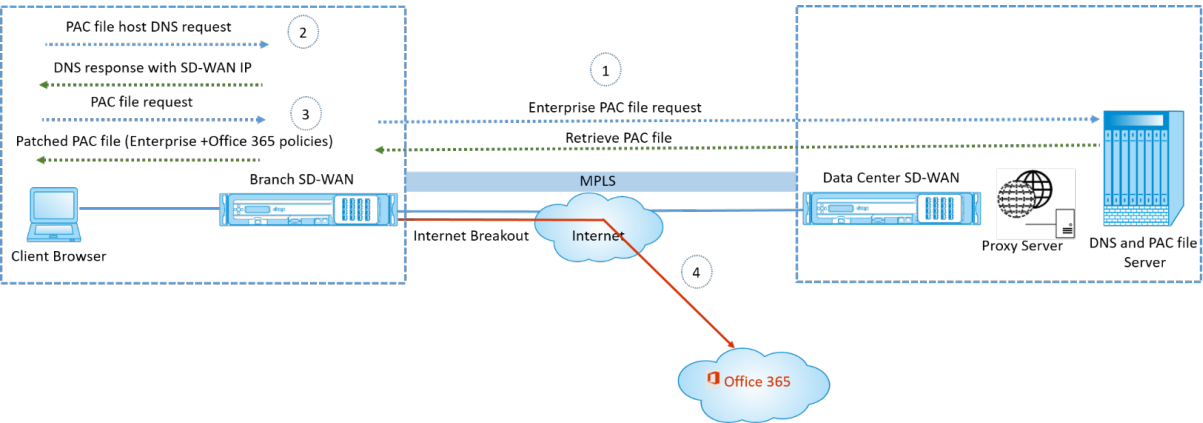 PAC file host DNS request
2
DNS response with SD-WAN IP
1
PAC file request
3
Enterprise PAC file request
Patched PAC file (Enterprise +Office 365 policies)
Retrieve PAC file
Branch SD-WAN
MPLS
Data Center SD-WAN
Internet Breakout
Internet
Client Browser
Proxy Server
DNS and PAC file
Server
4
Office 365